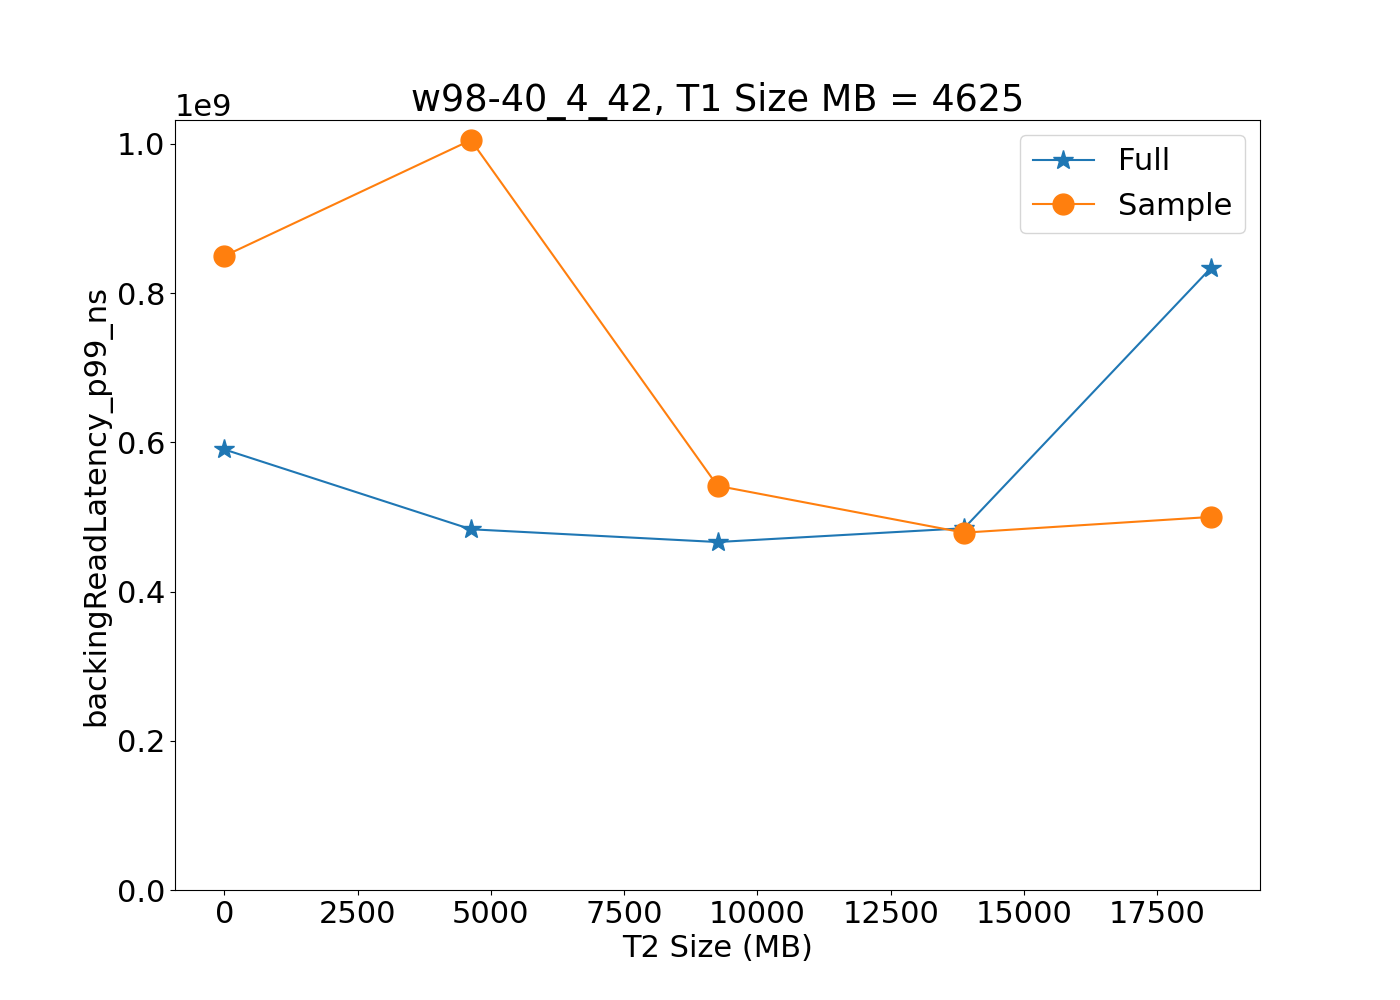 w98-40_4_42, T1 Size MB = 4625
1e9
1.0
0.8
0.6
0.4
0.2
0.0
backingReadLatency_p99_ns
Full
Sample
0 2500 5000 7500 10000 12500 15000 17500
T2 Size (MB)